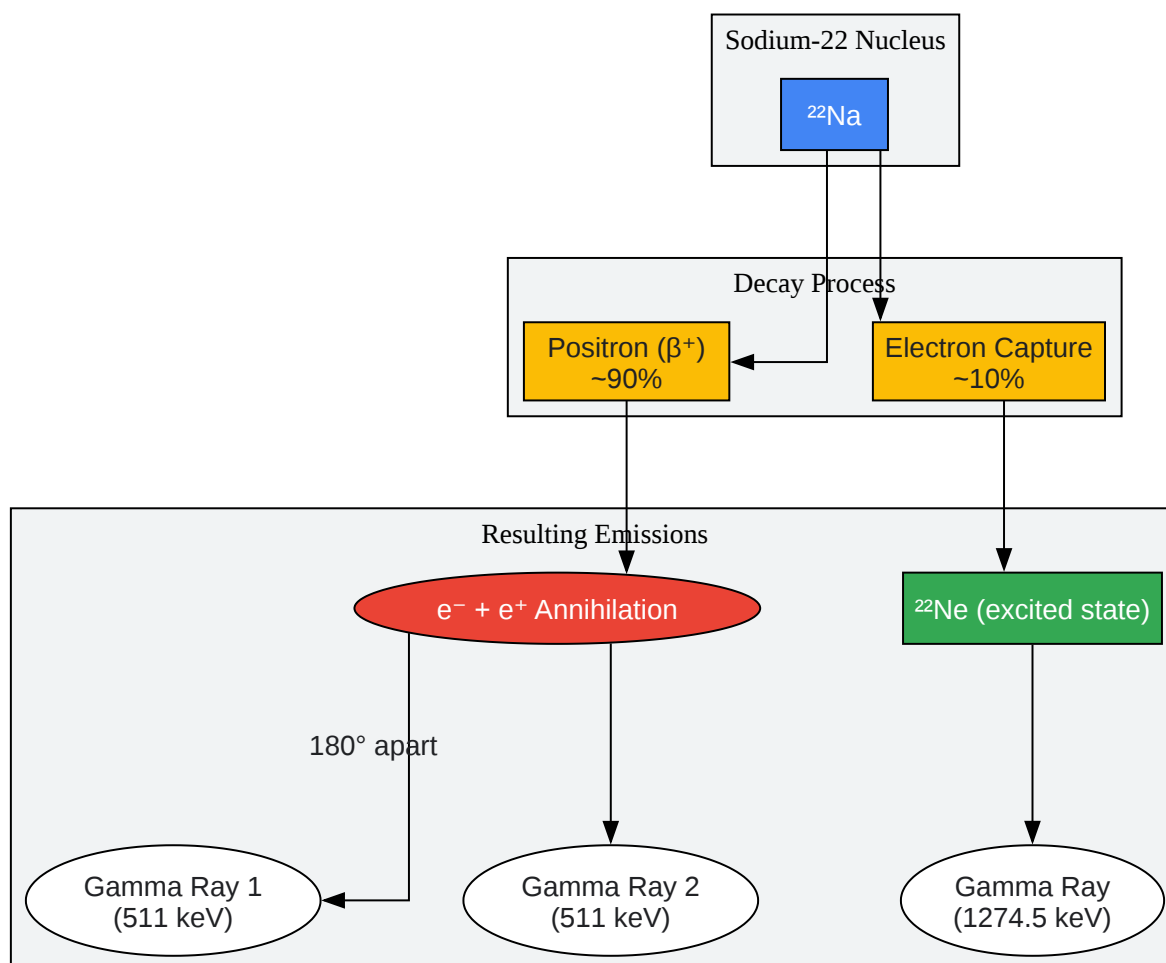 Sodium-22 Nucleus
²²Na
Decay Process
Positron (β⁺)
~90%
Electron Capture
~10%
Resulting Emissions
e⁻ + e⁺ Annihilation
²²Ne (excited state)
180° apart
Gamma Ray 1
(511 keV)
Gamma Ray 2
(511 keV)
Gamma Ray
(1274.5 keV)